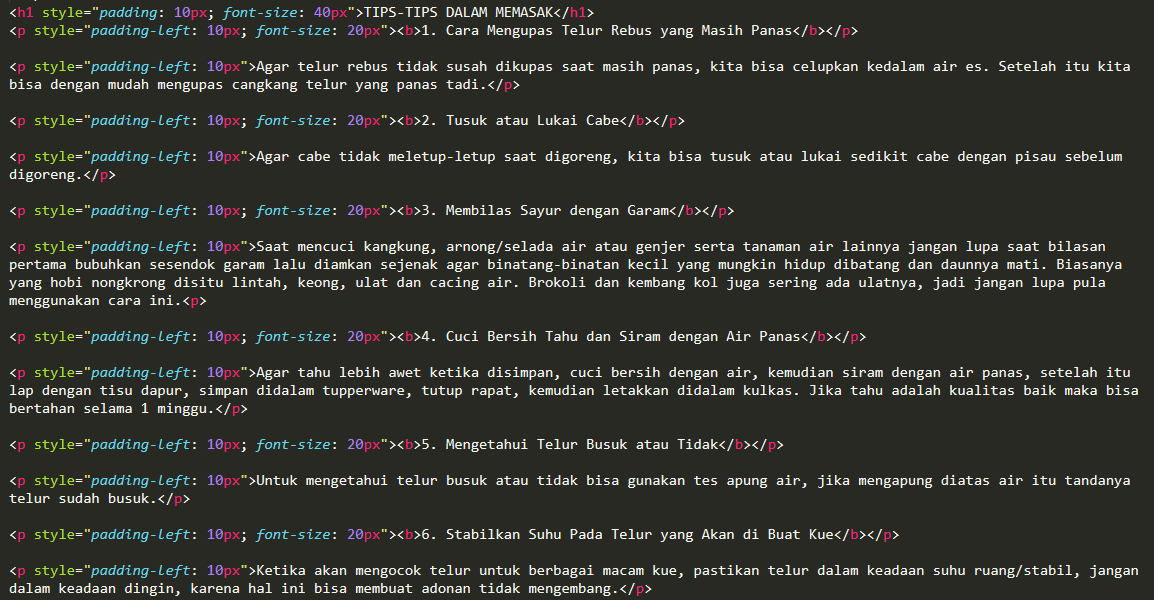 <h1 style="padding: 10px; font-size: 40px">TIPS-TIPS DALAM MEMASAK</h1>
<p style="padding-left: 10px; font-size: 20px"><b>1. Cara Mengupas Telur Rebus yang Masih Panas</b></p>
<p style="padding-left: 10px">Agar telur rebus tidak susah dikupas saat masih panas, kita bisa celupkan kedalam air es. Setelah itu kita
bisa dengan mudah mengupas cangkang telur yang panas tadi.</p>
<p style="padding-left: 10px; font-size: 20px"><b>2. Tusuk atau Lukai Cabe</b></p>
<p style="padding-left: 10px">Agar cabe tidak meletup-letup saat digoreng, kita bisa tusuk atau lukai sedikit cabe dengan pisau sebelum
digoreng.</p>
<p style="padding-left: 10px; font-size: 20px"><b>3. Membilas Sayur dengan Garam</b></p>
<p style="padding-left: 10px">Saat mencuci kangkung, arnong/selada air atau genjer serta tanaman air lainnya jangan lupa saat bilasan
pertama bubuhkan sesendok garam lalu diamkan sejenak agar binatang-binatan kecil yang mungkin hidup dibatang dan daunnya mati. Biasanya
yang hobi nongkrong disitu lintah, keong, ulat dan cacing air. Brokoli dan kembang kol juga sering ada ulatnya, jadi jangan lupa pula
menggunakan cara ini.<p>
<p style="padding-left: 10px; font-size: 20px"><b>4. Cuci Bersih Tahu dan Siram dengan Air Panas</b></p>
<p style="padding-left: 10px">Agar tahu lebih awet ketika disimpan, cuci bersih dengan air, kemudian siram dengan air panas, setelah itu
lap dengan tisu dapur, simpan didalam tupperware, tutup rapat, kemudian letakkan didalam kulkas. Jika tahu adalah kualitas baik maka bisa
bertahan selama 1 minggu.</p>
<p style="padding-left: 10px; font-size: 20px"><b>5. Mengetahui Telur Busuk atau Tidak</b></p>
<p style="padding-left: 10px">Untuk mengetahui telur busuk atau tidak bisa gunakan tes apung air, jika mengapung diatas air itu tandanya
telur sudah busuk.</p>
<p style="padding-left: 10px; font-size: 20px"><b>6. Stabilkan Suhu Pada Telur yang Akan di Buat Kue</b></p>
<p style="padding-left: 10px">Ketika akan mengocok telur untuk berbagai macam kue, pastikan telur dalam keadaan suhu ruang/stabil, jangan
dalam keadaan dingin, karena hal ini bisa membuat adonan tidak mengembang.</p>